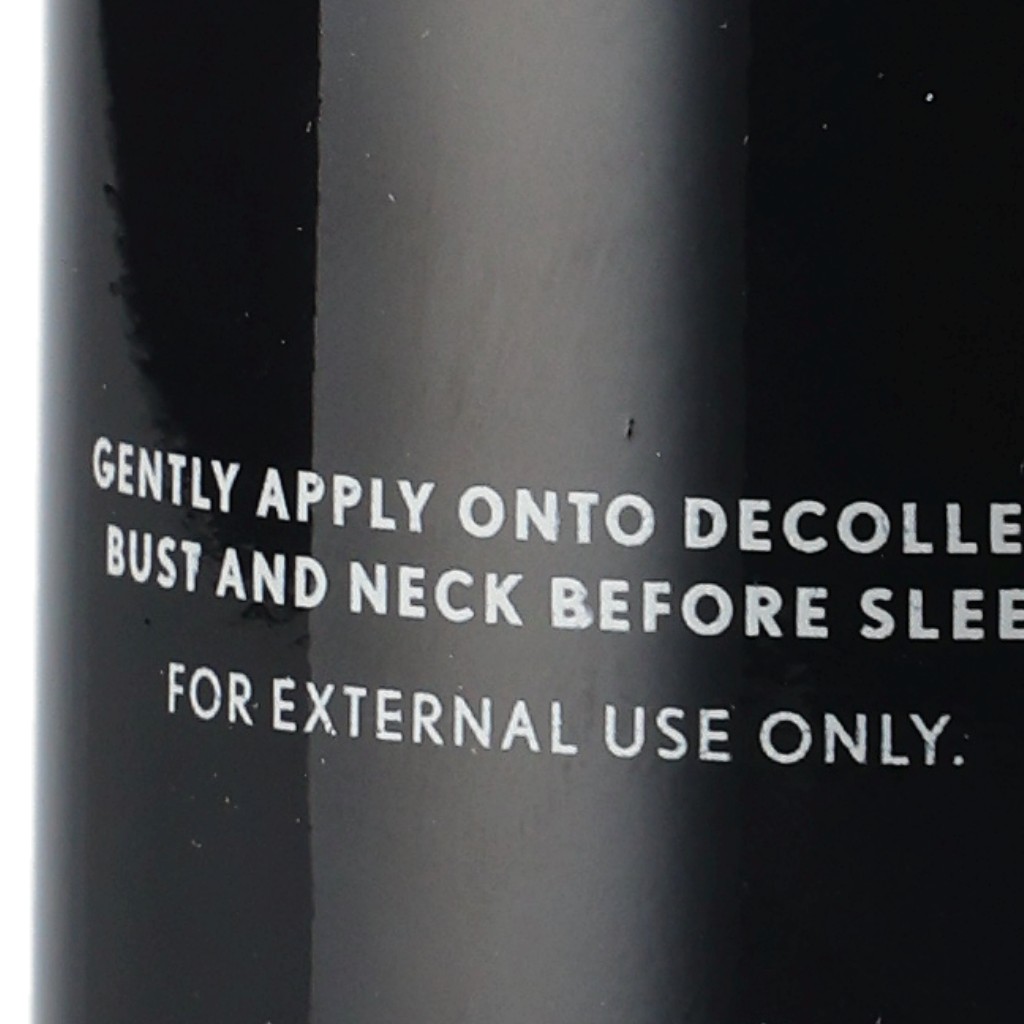 GENTLY APPLY ONTO DECOLLE
BUST AND NECK BEFORE SLEE
FOR EXTERNAL USE ONLY.